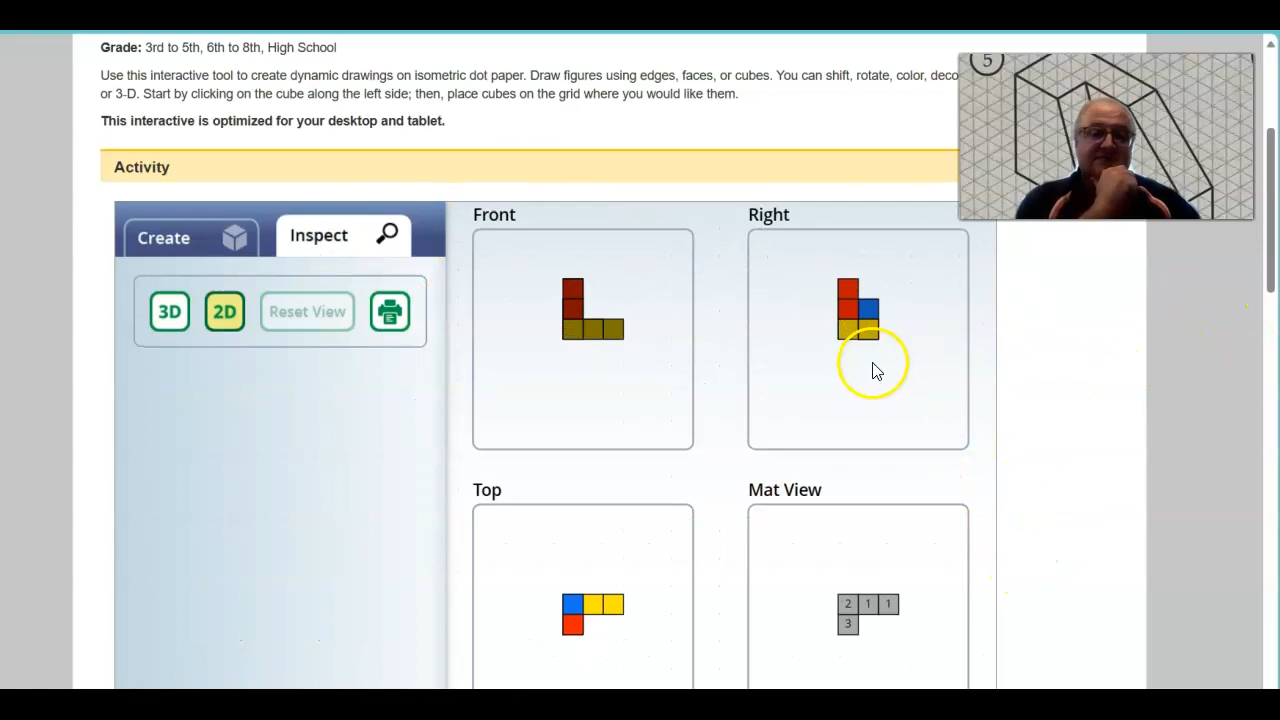 Grade: 3rd to 5th, 6th to 8th, High School
Use this interactive tool to create dynamic drawings on isometric dot paper. Draw figures using edges, faces, or cubes. You can shift, rotate, color, deco
or 3-D. Start by clicking on the cube along the left side; then, place cubes on the grid where you would like them.
This interactive is optimized for your desktop and tablet.
5
Activity
Create
Inspect
3D
2D
Reset View
Front
Right
Top
Mat View
2 1 1
3